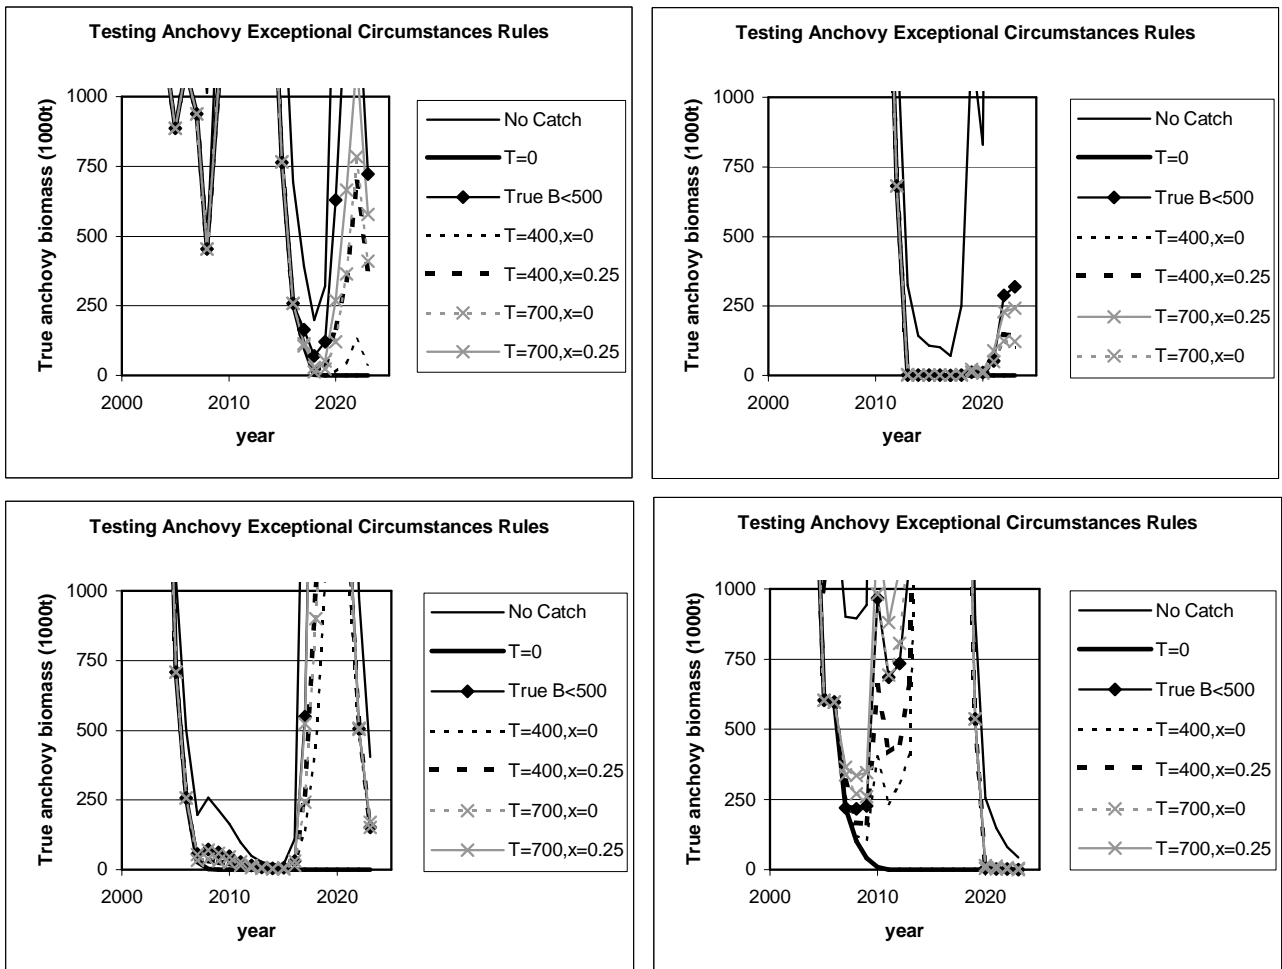 Testing Anchovy Exceptional Circumstances Rules
True anchovy biomass (1000t)
1000
750
500
250
0
2000 2010 2020
year
No Catch
T=0
True B<500
T=400,x=0
T=400,x=0.25
T=700,x=0
T=700,x=0.25
Testing Anchovy Exceptional Circumstances Rules
True anchovy biomass (1000t)
1000
750
500
250
0
2000 2010 2020
year
No Catch
T=0
True B<500
T=400,x=0
T=400,x=0.25
T=700,x=0.25
T=700,x=0
Testing Anchovy Exceptional Circumstances Rules
True anchovy biomass (1000t)
1000
750
500
250
0
2000 2010 2020
year
No Catch
T=0
True B<500
T=400,x=0
T=400,x=0.25
T=700,x=0
T=700,x=0.25
Testing Anchovy Exceptional Circumstances Rules
True anchovy biomass (1000t)
1000
750
500
250
0
2000 2010 2020
year
No Catch
T=0
True B<500
T=400,x=0
T=400,x=0.25
T=700,x=0
T=700,x=0.25